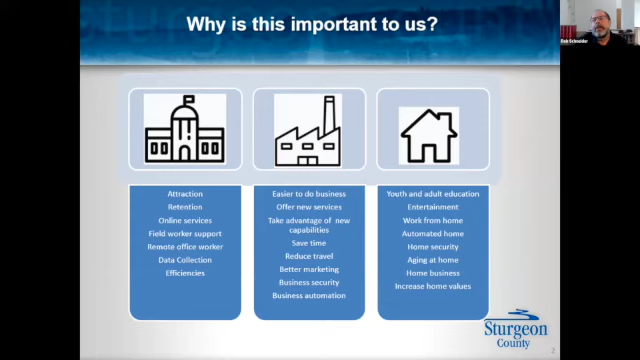 Why is this important to us?
Rob Schneider
Attraction
Retention
Online services
Field worker support
Remote office worker
Data Collection
Efficiencies
Easier to do business
Offer new services
Take advantage of new
capabilities
Save time
Reduce travel
Better marketing
Business security
Business automation
Youth and adult education
Entertainment
Work from home
Automated home
Home security
Aging at home
Home business
Increase home values
Sturgeon
County
2